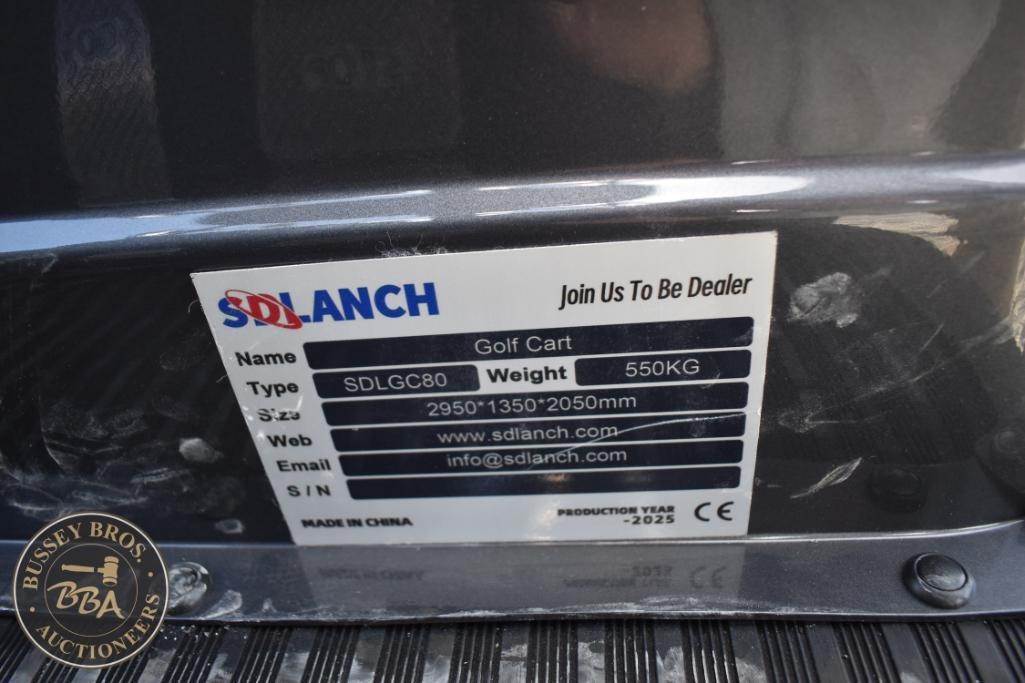 SDLANCH Join Us To Be Dealer
Name Golf Cart
Type SDLGC80 Weight 550KG
Size 2950*1350*2050mm
Web www.sdlanch.com
Email info@sdlanch.com
S / N
MADE IN CHINA PRODUCTION YEAR
-2025 CE
BUSSEY BROS.
BBA
AUCTIONEERS